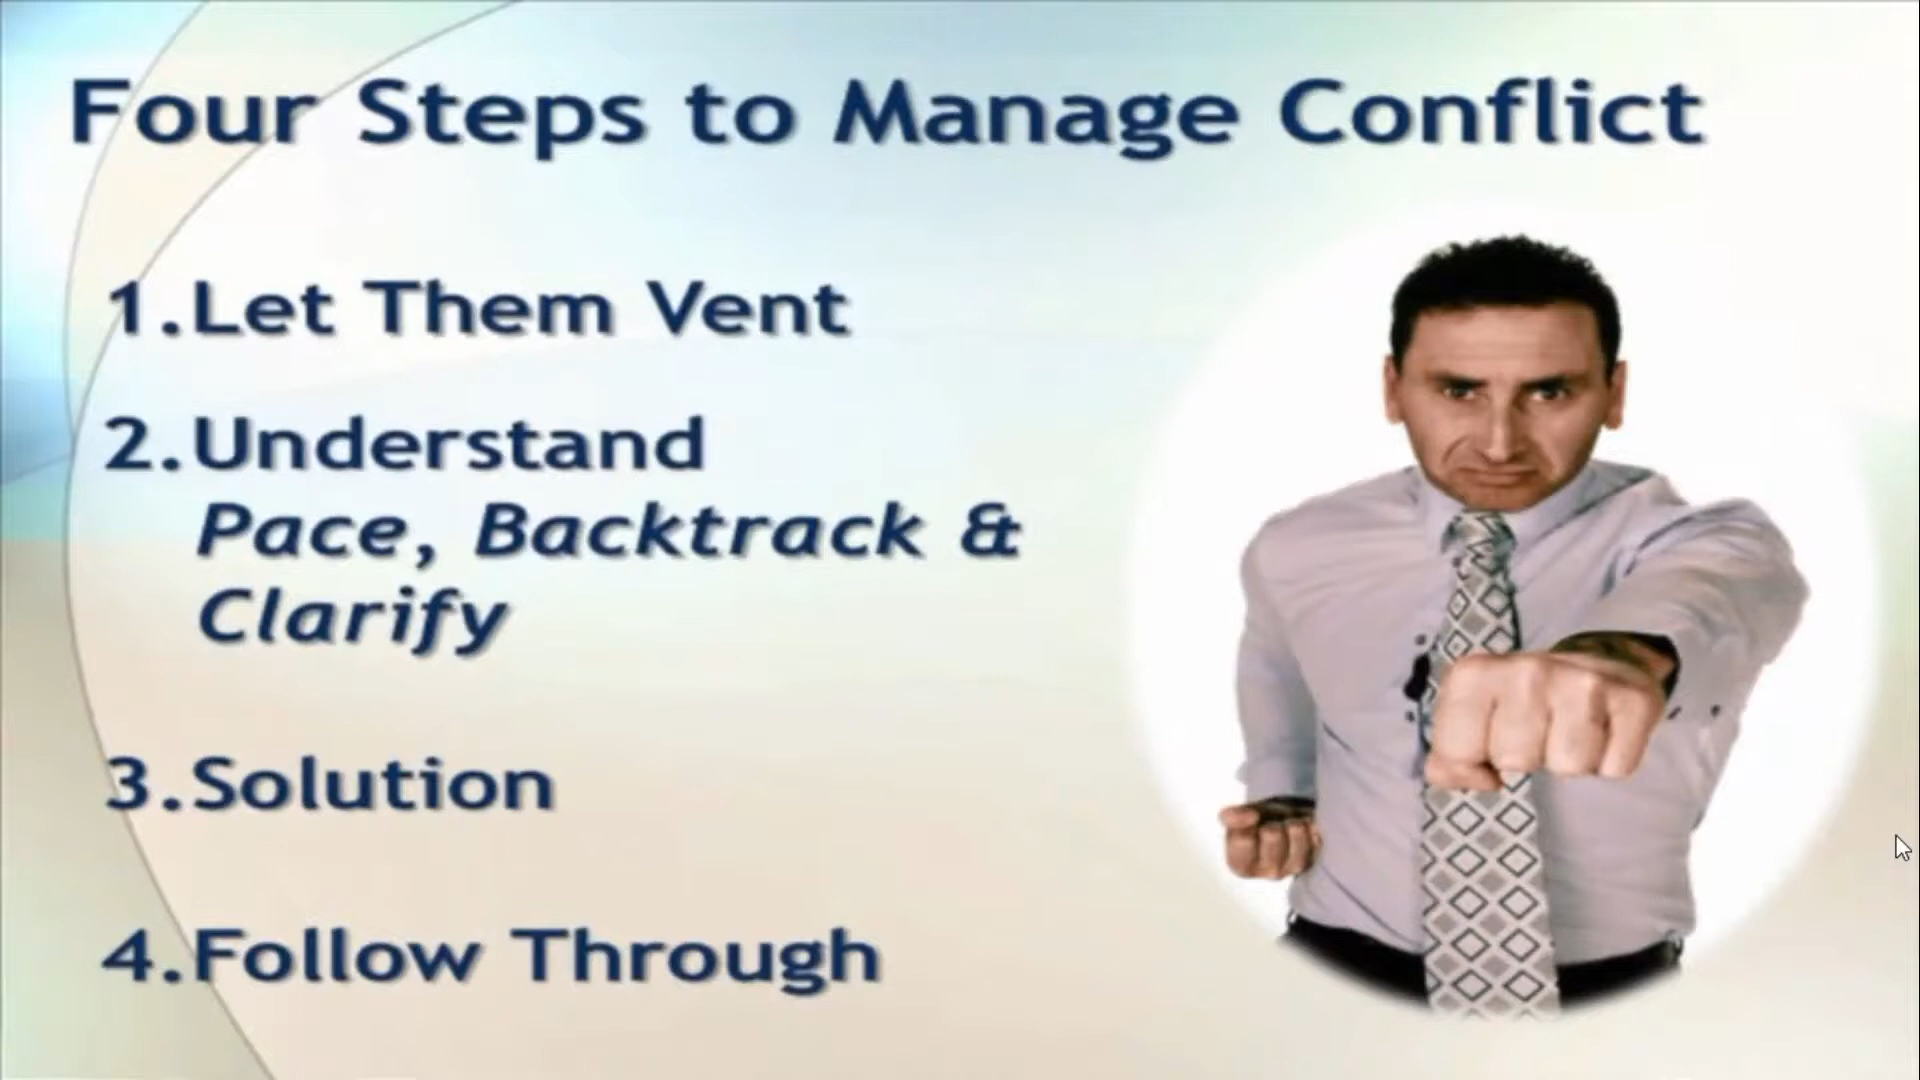 Four Steps to Manage Conflict
1.Let Them Vent
2.Understand
Pace, Backtrack &
Clarify
3.Solution
4.Follow Through